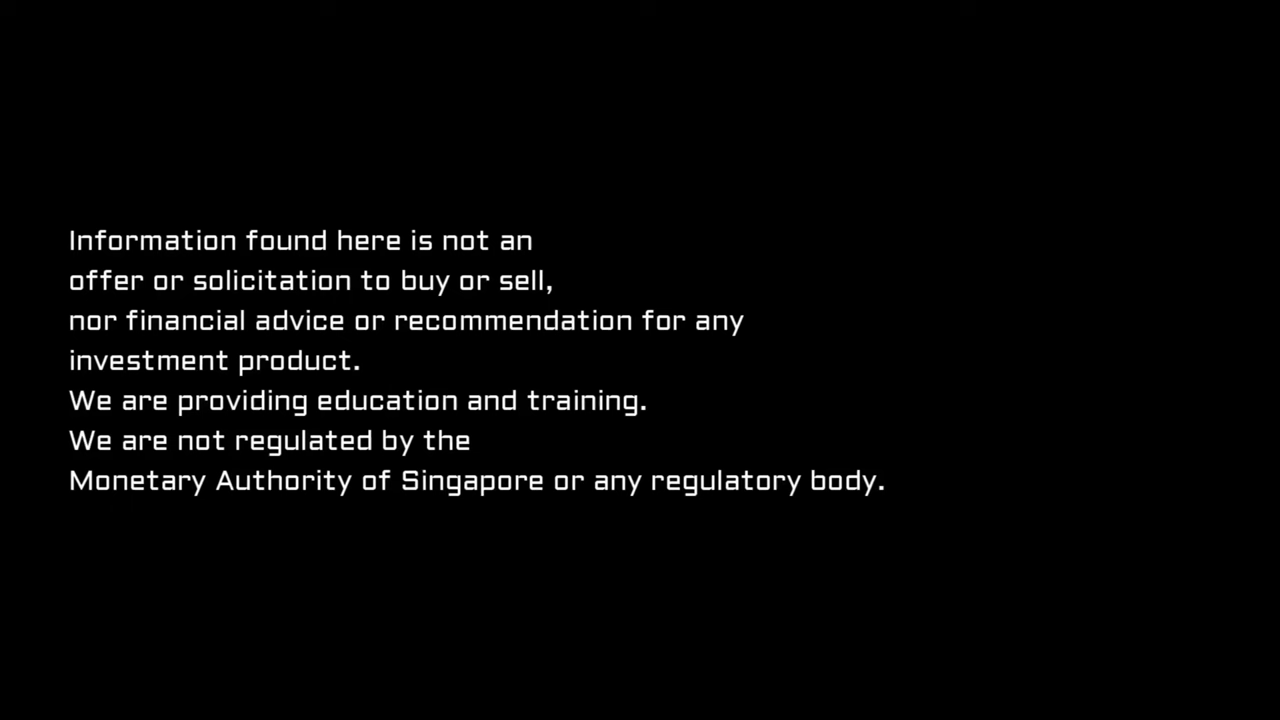 Information found here is not an
offer or solicitation to buy or sell,
nor financial advice or recommendation for any
investment product.
We are providing education and training.
We are not regulated by the
Monetary Authority of Singapore or any regulatory body.